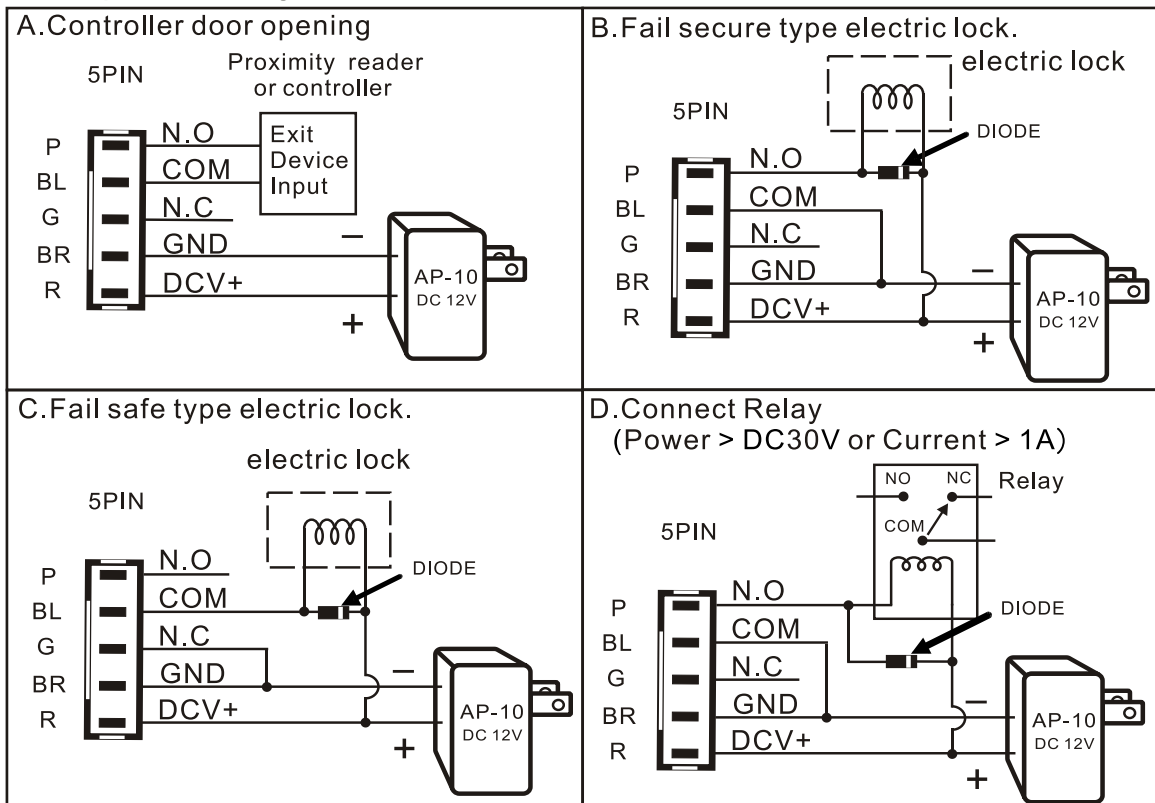 A.Controller door opening
Proximity reader
or controller
5PIN
P
BL
G
BR
R
N.O
COM
N.C
GND
DCV+
Exit
Device
Input
−
+
AP-10
DC 12V
B.Fail secure type electric lock.
electric lock
5PIN
DIODE
P
BL
G
BR
R
N.O
COM
N.C
GND
DCV+
−
+
AP-10
DC 12V
C.Fail safe type electric lock.
electric lock
5PIN
DIODE
P
BL
G
BR
R
N.O
COM
N.C
GND
DCV+
−
+
AP-10
DC 12V
D.Connect Relay
(Power > DC30V or Current > 1A)
NO
NC
Relay
COM
5PIN
DIODE
P
BL
G
BR
R
N.O
COM
N.C
GND
DCV+
−
+
AP-10
DC 12V